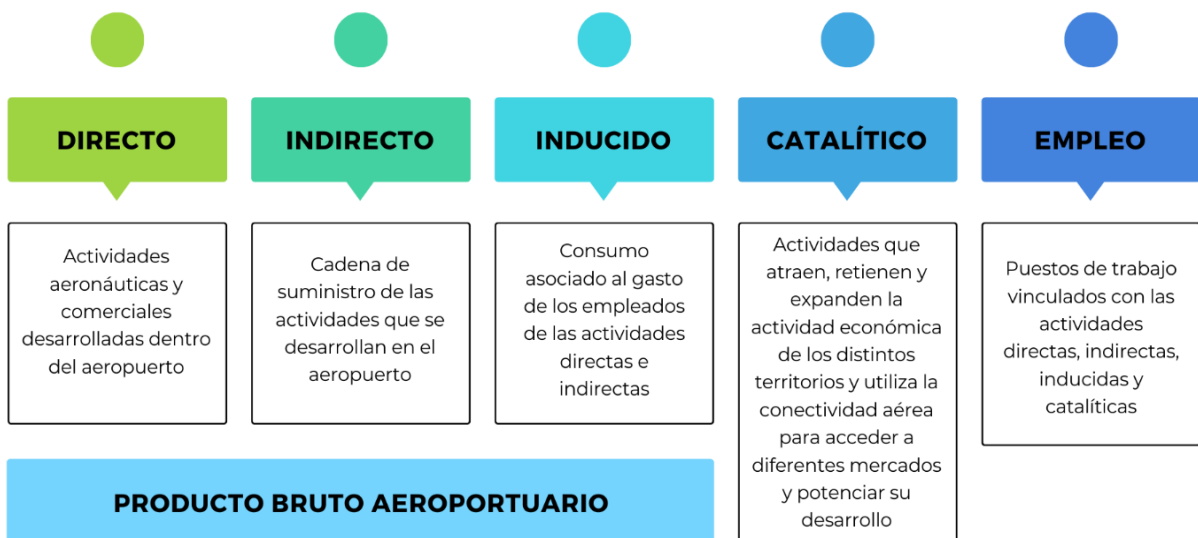 DIRECTO
Actividades
aeronáuticas y
comerciales
desarrolladas dentro
del aeropuerto
INDIRECTO
Cadena de
suministro de las
actividades que se
desarrollan en el
aeropuerto
INDUCIDO
Consumo
asociado al gasto
de los empleados
de las actividades
directas e
indirectas
PRODUCTO BRUTO AEROPORTUARIO
CATALÍTICO
Actividades que
atraen, retienen y
expanden la
actividad económica
de los distintos
territorios y utiliza la
conectividad aérea
para acceder a
diferentes mercados
y potenciar su
desarrollo
EMPLEO
Puestos de trabajo
vinculados con las
actividades
directas, indirectas,
inducidas y
catalíticas